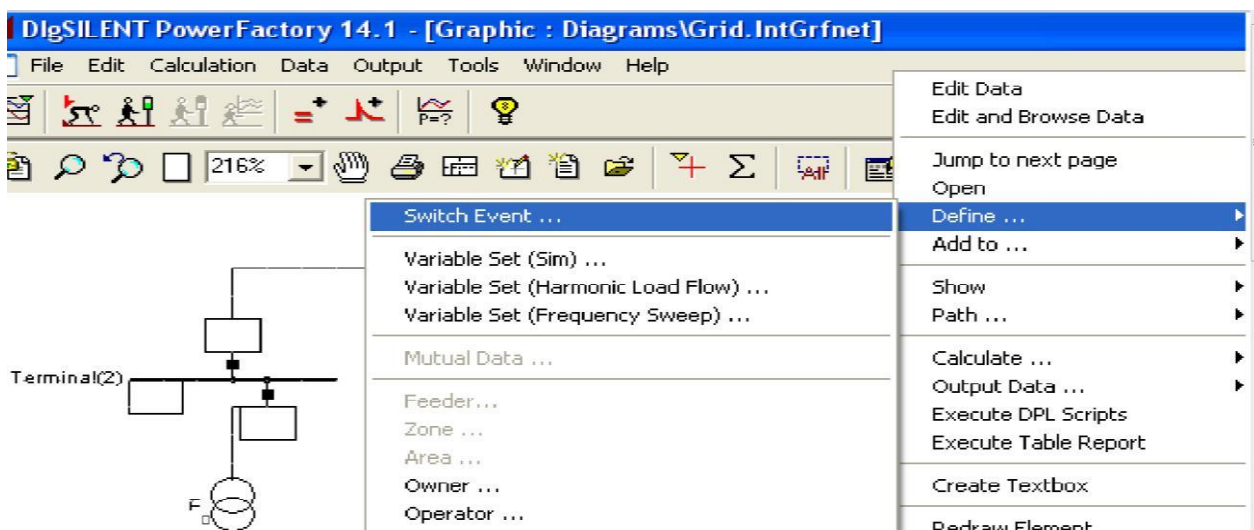 DIgSILENT PowerFactory 14.1 - [Graphic : Diagrams\Grid.IntGrfnet]
File Edit Calculation Data Output Tools Window Help
P=?
216%
Switch Event ...
Variable Set (Sim) ...
Variable Set (Harmonic Load Flow) ...
Variable Set (Frequency Sweep) ...
Mutual Data ...
Feeder...
Zone ...
Area ...
Owner ...
Operator ...
Edit Data
Edit and Browse Data
Jump to next page
Open
Define ...
Add to ...
Show
Path ...
Calculate ...
Output Data ...
Execute DPL Scripts
Execute Table Report
Create Textbox
Redraw Element
Terminal(2)